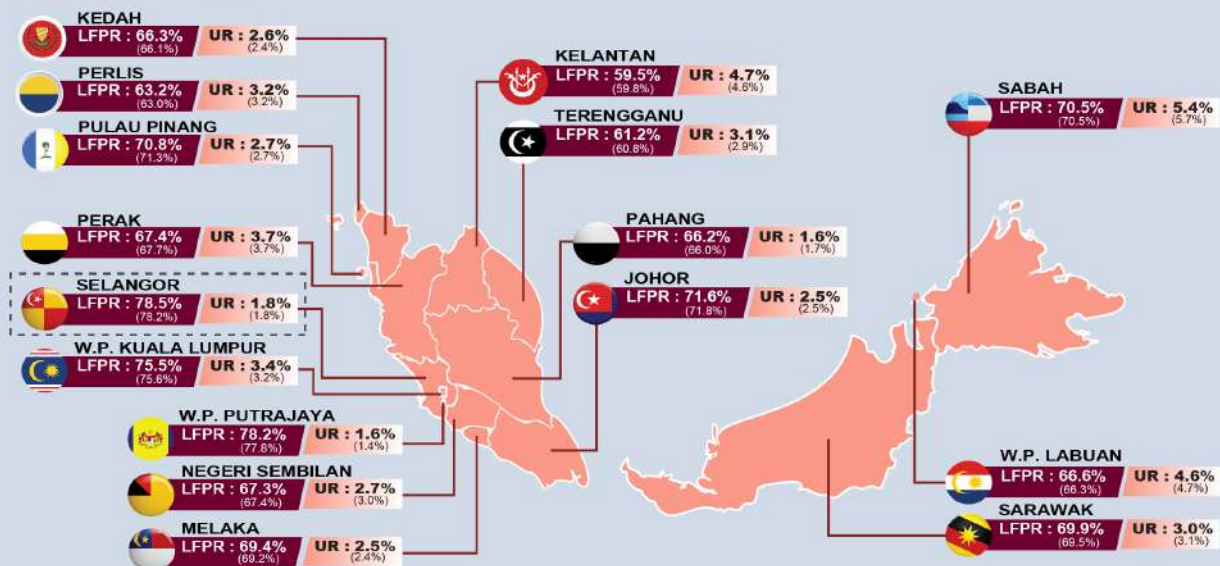 KEDAH
LFPR : 66.3% UR : 2.6%
(66.1%) (2.4%)
PERLIS
LFPR : 63.2% UR : 3.2%
(63.0%) (3.2%)
PULAU PINANG
LFPR : 70.8% UR : 2.7%
(71.3%) (2.7%)
PERAK
LFPR : 67.4% UR : 3.7%
(67.7%) (3.7%)
SELANGOR
LFPR : 78.5% UR : 1.8%
(78.2%) (1.8%)
W.P. KUALA LUMPUR
LFPR : 75.5% UR : 3.4%
(75.6%) (3.2%)
W.P. PUTRAJAYA
LFPR : 78.2% UR : 1.6%
(77.8%) (1.4%)
NEGERI SEMBILAN
LFPR : 67.3% UR : 2.7%
(67.4%) (3.0%)
MELAKA
LFPR : 69.4% UR : 2.5%
(69.2%) (2.4%)
KELANTAN
LFPR : 59.5% UR : 4.7%
(59.8%) (4.6%)
TERENGGANU
LFPR : 61.2% UR : 3.1%
(60.8%) (2.9%)
PAHANG
LFPR : 66.2% UR : 1.6%
(66.0%) (1.7%)
JOHOR
LFPR : 71.6% UR : 2.5%
(71.8%) (2.5%)
SABAH
LFPR : 70.5% UR : 5.4%
(70.5%) (5.7%)
W.P. LABUAN
LFPR : 66.6% UR : 4.6%
(66.3%) (4.7%)
SARAWAK
LFPR : 69.9% UR : 3.0%
(69.5%) (3.1%)